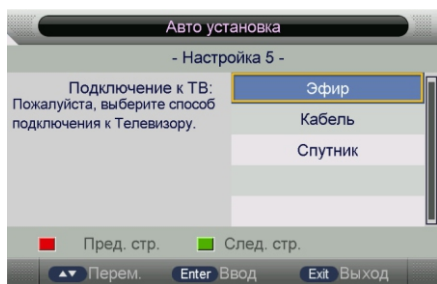 Авто установка
- Настройка 5 -
Подключение к ТВ:
Пожалуйста, выберите способ
подключения к Телевизору.
Эфир
Кабель
Спутник
Пред. стр.
След. стр.
▲▼ Перем.
Enter Ввод
Exit Выход